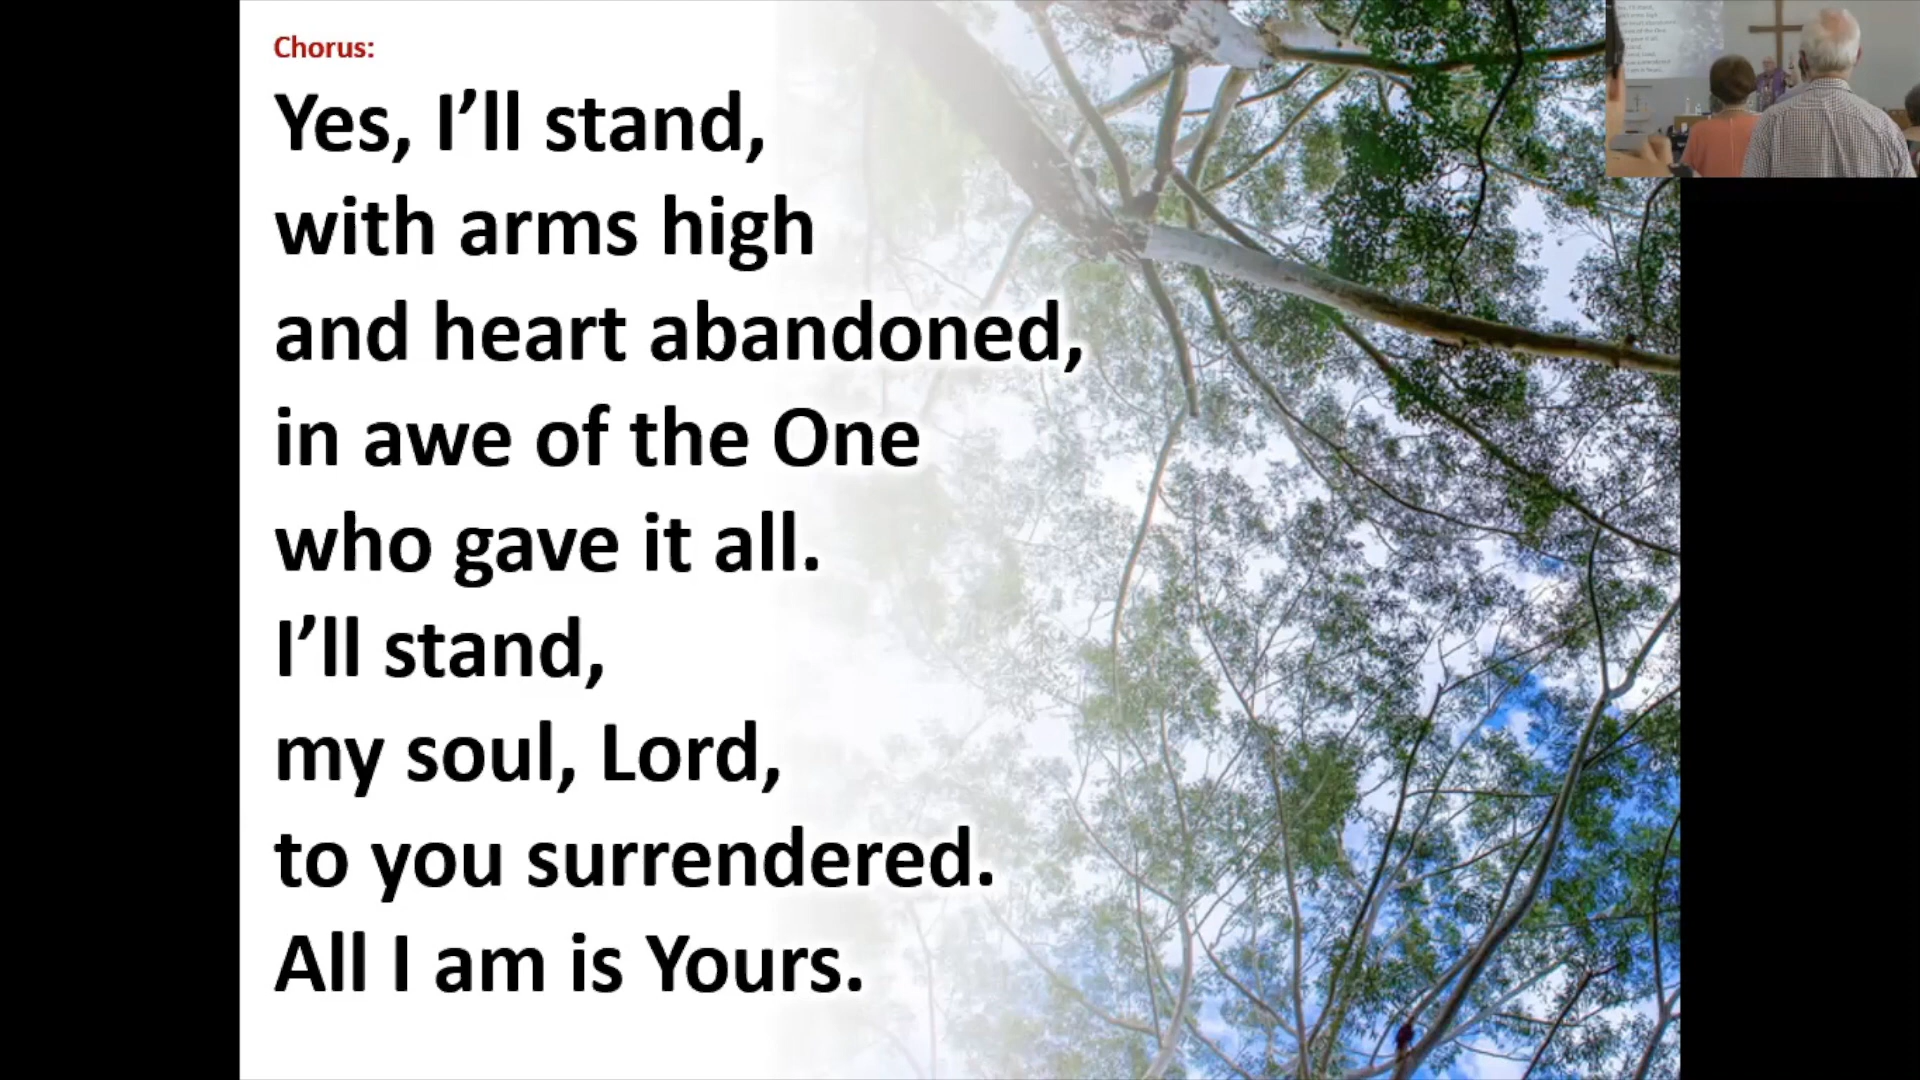 Chorus:
Yes, I’ll stand,
with arms high
and heart abandoned,
in awe of the One
who gave it all.
I’ll stand,
my soul, Lord,
to you surrendered.
All I am is Yours.